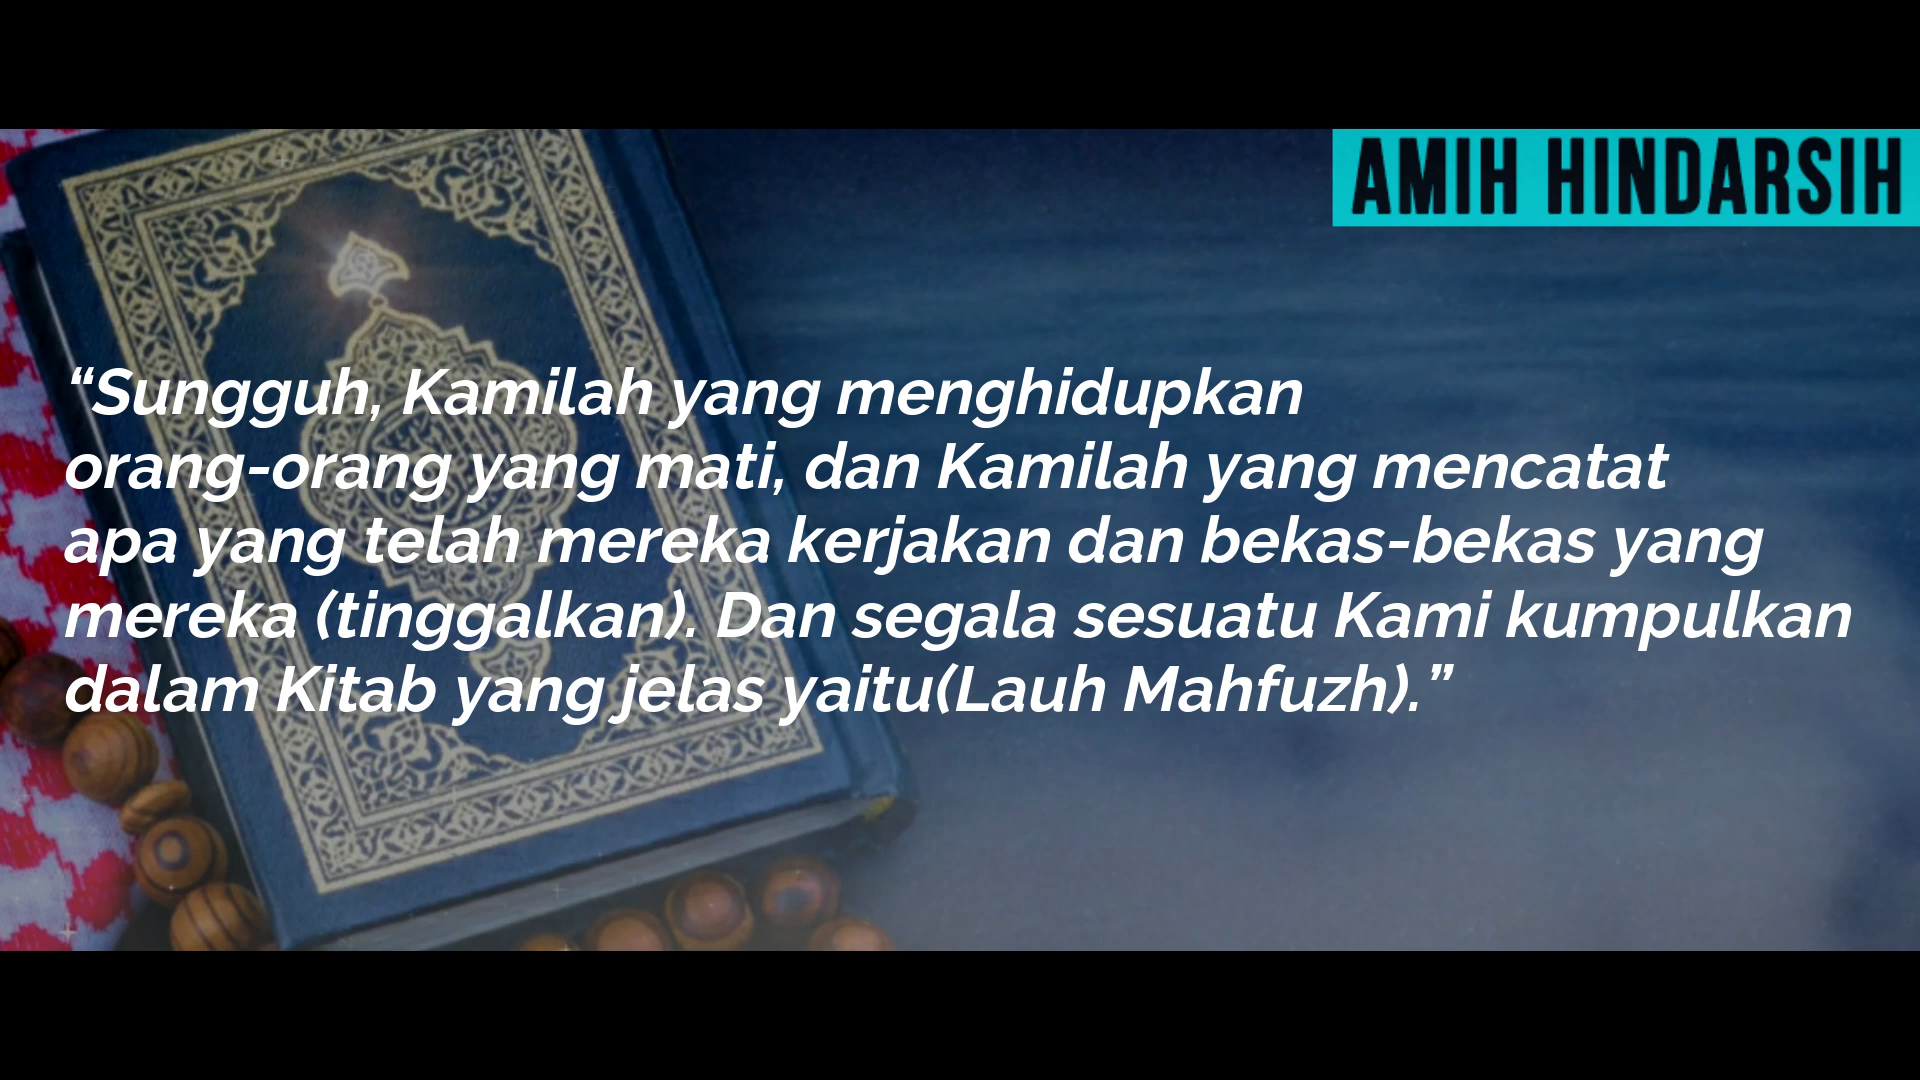 AMIH HINDARSIH
“Sungguh, Kamilah yang menghidupkan
orang-orang yang mati, dan Kamilah yang mencatat
apa yang telah mereka kerjakan dan bekas-bekas yang
mereka (tinggalkan). Dan segala sesuatu Kami kumpulkan
dalam Kitab yang jelas yaitu(Lauh Mahfuzh).”